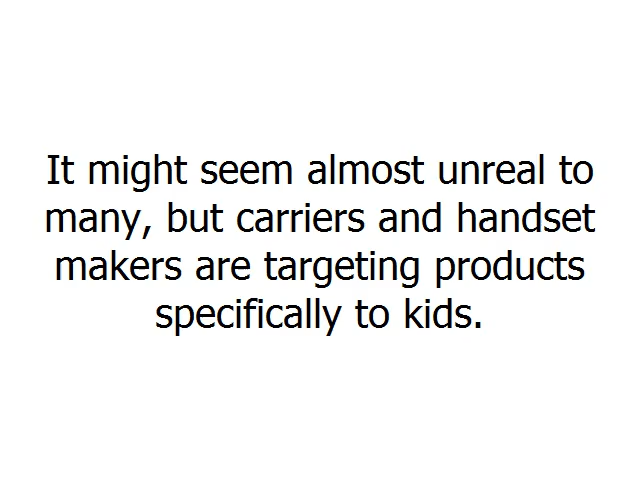 It might seem almost unreal to
many, but carriers and handset
makers are targeting products
specifically to kids.